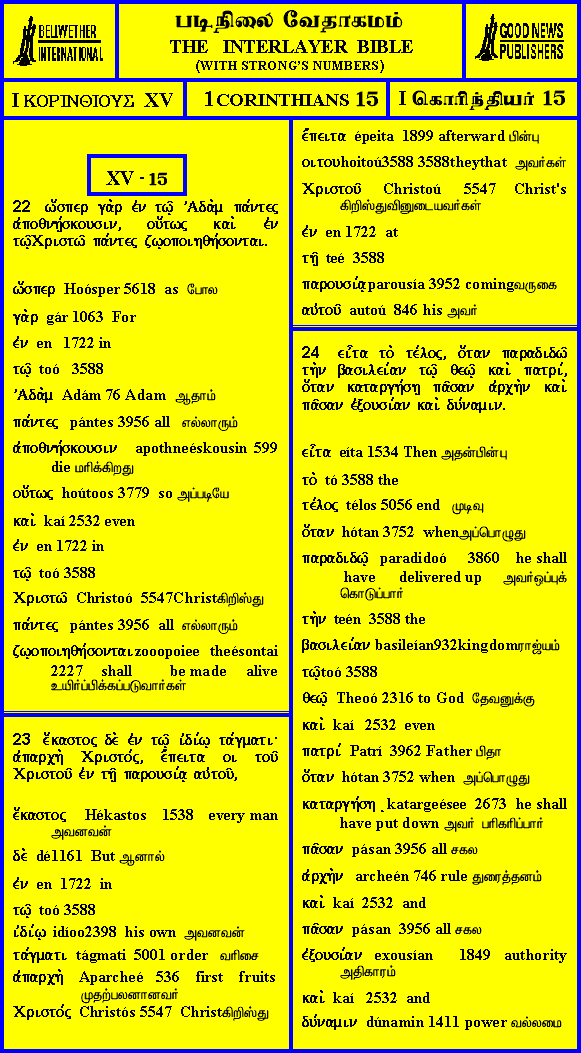 BELLWETHER
INTERNATIONAL
படிநிலை வேதாகமம்
THE INTERLAYER BIBLE
(WITH STRONG'S NUMBERS)
GOOD NEWS
PUBLISHERS
I ΚΟΡΙΝΘΙΟΥΣ XV
1 CORINTHIANS 15
I கொரிந்தியர் 15
XV - 15
22 ὥσπερ γὰρ ἐν τῷ Ἀδὰμ πάντες
ἀποθνήσκουσιν, οὕτως καὶ ἐν
τῷΧριστῶ πάντες ζῳοποιηθήσονται.
ὥσπερ Hoósper 5618 as போல
γὰρ gár 1063 For
ἐν en 1722 in
τῷ toó 3588
Ἀδὰμ Adám 76 Adam ஆதாம்
πάντες pántes 3956 all எல்லாரும்
ἀποθνήσκουσιν apothneéskousin 599
die மரிக்கிறது
οὕτως hoútoos 3779 so அப்படியே
καὶ kaí 2532 even
ἐν en 1722 in
τῷ toó 3588
Χριστῶ Christoó 5547Christகிறிஸ்து
πάντες pántes 3956 all எல்லாரும்
ζῳοποιηθήσονται zooopoiee theésontai
2227 shall be made alive
உயிர்ப்பிக்கப்படுவார்கள்
23 ἕκαστος δὲ ἐν τῷ ἰδίῳ τάγματι·
ἀπαρχὴ Χριστός, ἔπειτα οι τοῦ
Χριστοῦ ἐν τῇ παρουσίᾳ αὐτοῦ,
ἕκαστος Hékastos 1538 every man
அவனவன்
δὲ dé1161 But ஆனால்
ἐν en 1722 in
τῷ toó 3588
ἰδίῳ idíoo2398 his own அவனவன்
τάγματι tágmati 5001 order வரிசை
ἀπαρχὴ Aparcheé 536 first fruits
முதற்பலனானவர்
Χριστός Christós 5547 Christகிறிஸ்து
ἔπειτα épeita 1899 afterward பின்பு
οιτουhoitoú3588 3588theythat அவர்கள்
Χριστοῦ Christoú 5547 Christ's
கிறிஸ்துவினுடையவர்கள்
ἐν en 1722 at
τῇ teé 3588
παρουσίᾳ parousía 3952 comingவருகை
αὐτοῦ autoú 846 his அவர்
24 εἶτα τὸ τέλος, ὅταν παραδιδῶ
τὴν βασιλείαν τῷ θεῷ καὶ πατρί,
ὅταν καταργήσῃ πᾶσαν ἀρχὴν καὶ
πᾶσαν ἐξουσίαν καὶ δύναμιν.
εἶτα eíta 1534 Then அதன்பின்பு
τὸ tó 3588 the
τέλος télos 5056 end முடிவு
ὅταν hótan 3752 whenஅப்பொழுது
παραδιδῷ paradidoó 3860 he shall
have delivered up அவர்ஒப்புக்
கொடுப்பார்
τὴν teén 3588 the
βασιλείαν basileían932kingdomராஜ்யம்
τῷtoó 3588
θεῷ Theoó 2316 to God தேவனுக்கு
καὶ kaí 2532 even
πατρί Patrí 3962 Father பிதா
ὅταν hótan 3752 when அப்பொழுது
καταργήσῃ katargeésee 2673 he shall
have put down அவர் பரிகரிப்பார்
πᾶσαν pásan 3956 all சகல
ἀρχὴν archeén 746 rule துரைத்தனம்
καὶ kaí 2532 and
πᾶσαν pásan 3956 all சகல
ἐξουσίαν exousían 1849 authority
அதிகாரம்
καὶ kaí 2532 and
δύναμιν dúnamin 1411 power வல்லமை